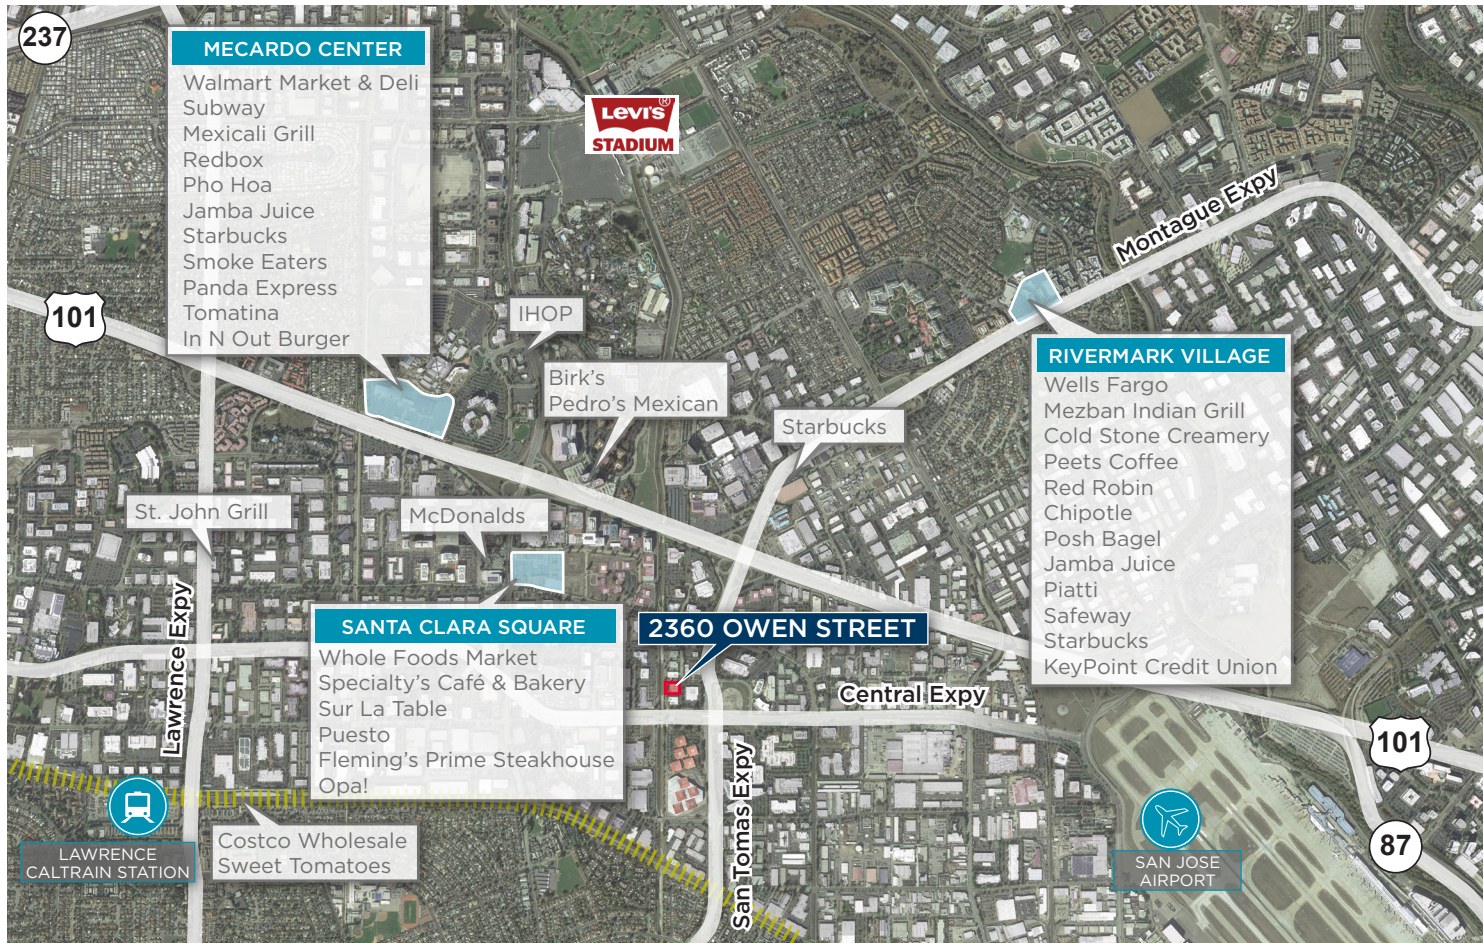 237
MECARDO CENTER
Walmart Market & Deli
Subway
Mexicali Grill
Redbox
Pho Hoa
Jamba Juice
Starbucks
Smoke Eaters
Panda Express
Tomatina
In N Out Burger
LEVI'S®
STADIUM
101
IHOP
Birk's
Pedro's Mexican
Starbucks
Montague Expy
RIVERMARK VILLAGE
Wells Fargo
Mezban Indian Grill
Cold Stone Creamery
Peets Coffee
Red Robin
Chipotle
Posh Bagel
Jamba Juice
Piatti
Safeway
Starbucks
KeyPoint Credit Union
St. John Grill
McDonalds
Lawrence Expy
SANTA CLARA SQUARE
Whole Foods Market
Specialty's Café & Bakery
Sur La Table
Puesto
Fleming's Prime Steakhouse
Opa!
2360 OWEN STREET
Central Expy
San Tomas Expy
101
87
LAWRENCE
CALTRAIN STATION
Costco Wholesale
Sweet Tomatoes
SAN JOSE
AIRPORT